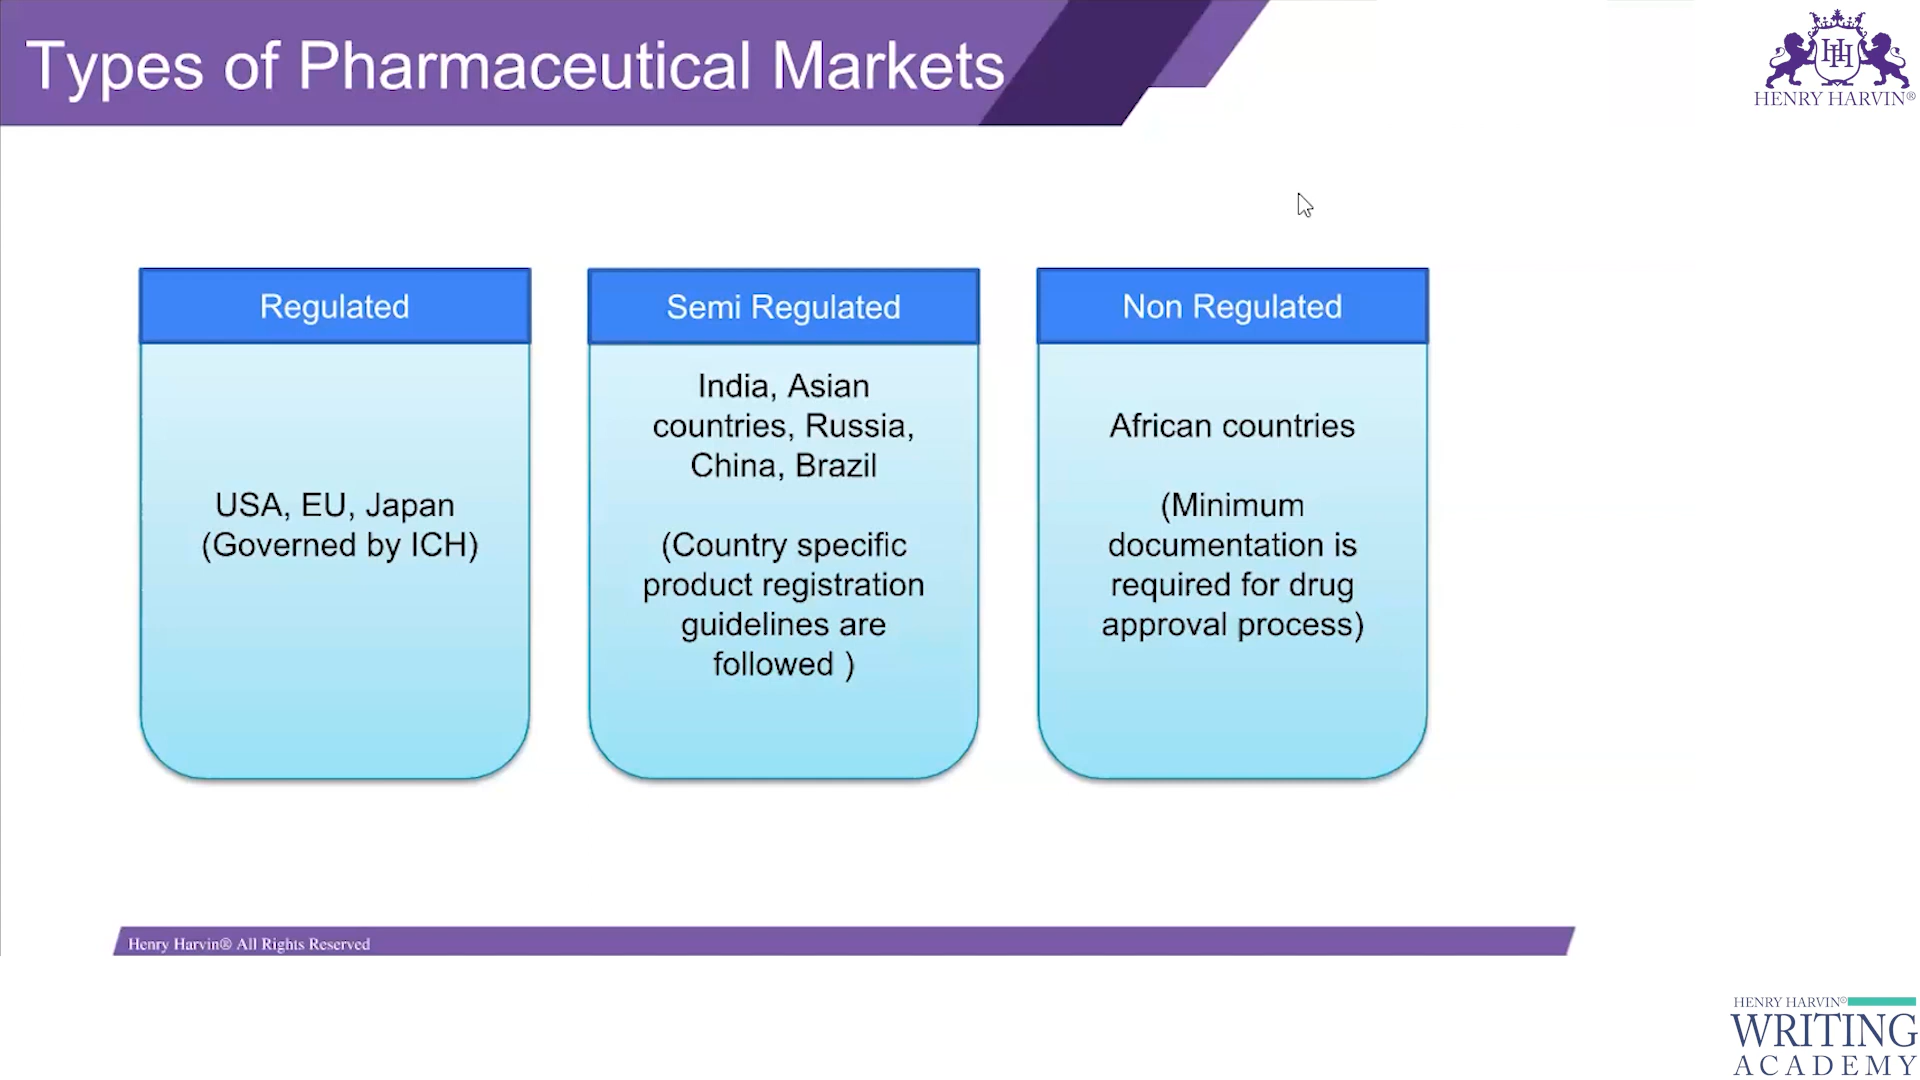 Types of Pharmaceutical Markets
HH
HENRY HARVIN®
Regulated
USA, EU, Japan
(Governed by ICH)
Semi Regulated
India, Asian
countries, Russia,
China, Brazil
(Country specific
product registration
guidelines are
followed )
Non Regulated
African countries
(Minimum
documentation is
required for drug
approval process)
Henry Harvin® All Rights Reserved
HENRY HARVIN®
WRITING
ACADEMY